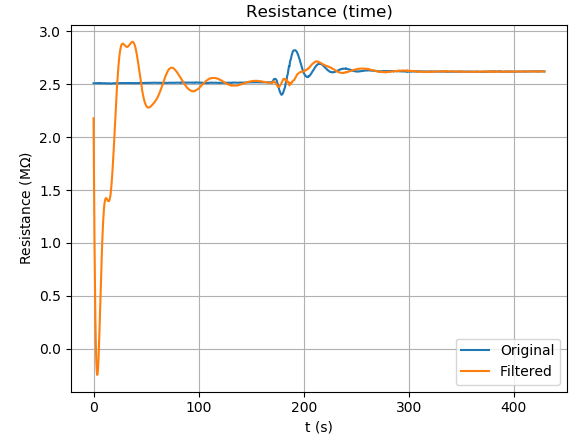 Resistance (time)
3.0
2.5
2.0
1.5
1.0
0.5
0.0
Resistance (MΩ)
0
100
200
300
400
t (s)
Original
Filtered